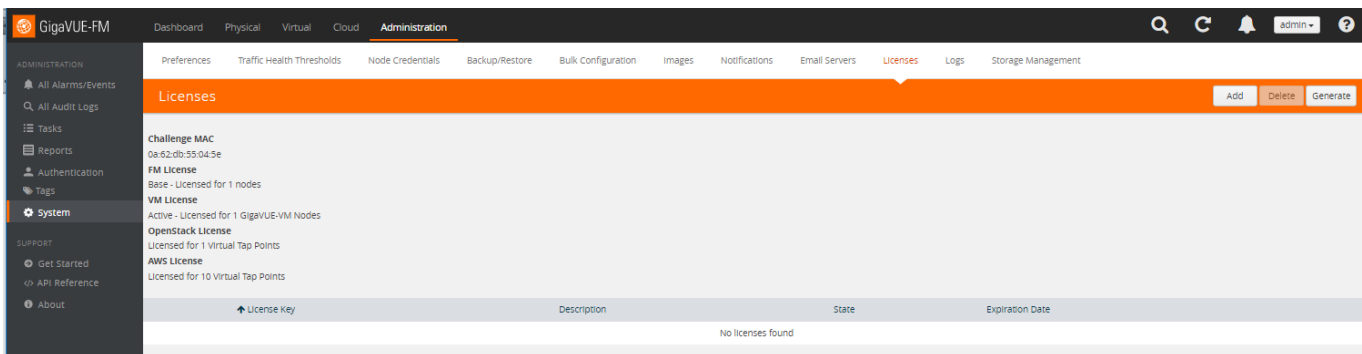 GigaVUE-FM
Dashboard Physical Virtual Cloud Administration
admin
ADMINISTRATION
All Alarms/Events
All Audit Logs
Tasks
Reports
Authentication
Tags
System
SUPPORT
Get Started
API Reference
About
Preferences Traffic Health Thresholds Node Credentials Backup/Restore Bulk Configuration Images Notifications Email Servers Licenses Logs Storage Management
Licenses
Add Delete Generate
Challenge MAC
0a:62:db:55:04:5e
FM License
Base - Licensed for 1 nodes
VM License
Active - Licensed for 1 GigaVUE-VM Nodes
OpenStack License
Licensed for 1 Virtual Tap Points
AWS License
Licensed for 10 Virtual Tap Points
License Key Description State Expiration Date
No licenses found